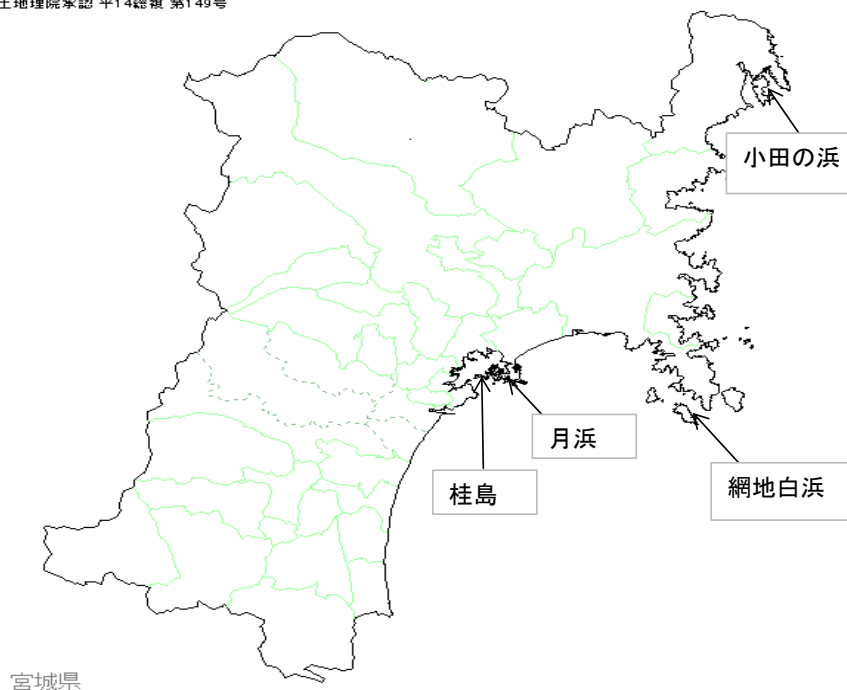 土地理院承認 平14総複 第149号
小田の浜
月浜
網地白浜
桂島
宮城県